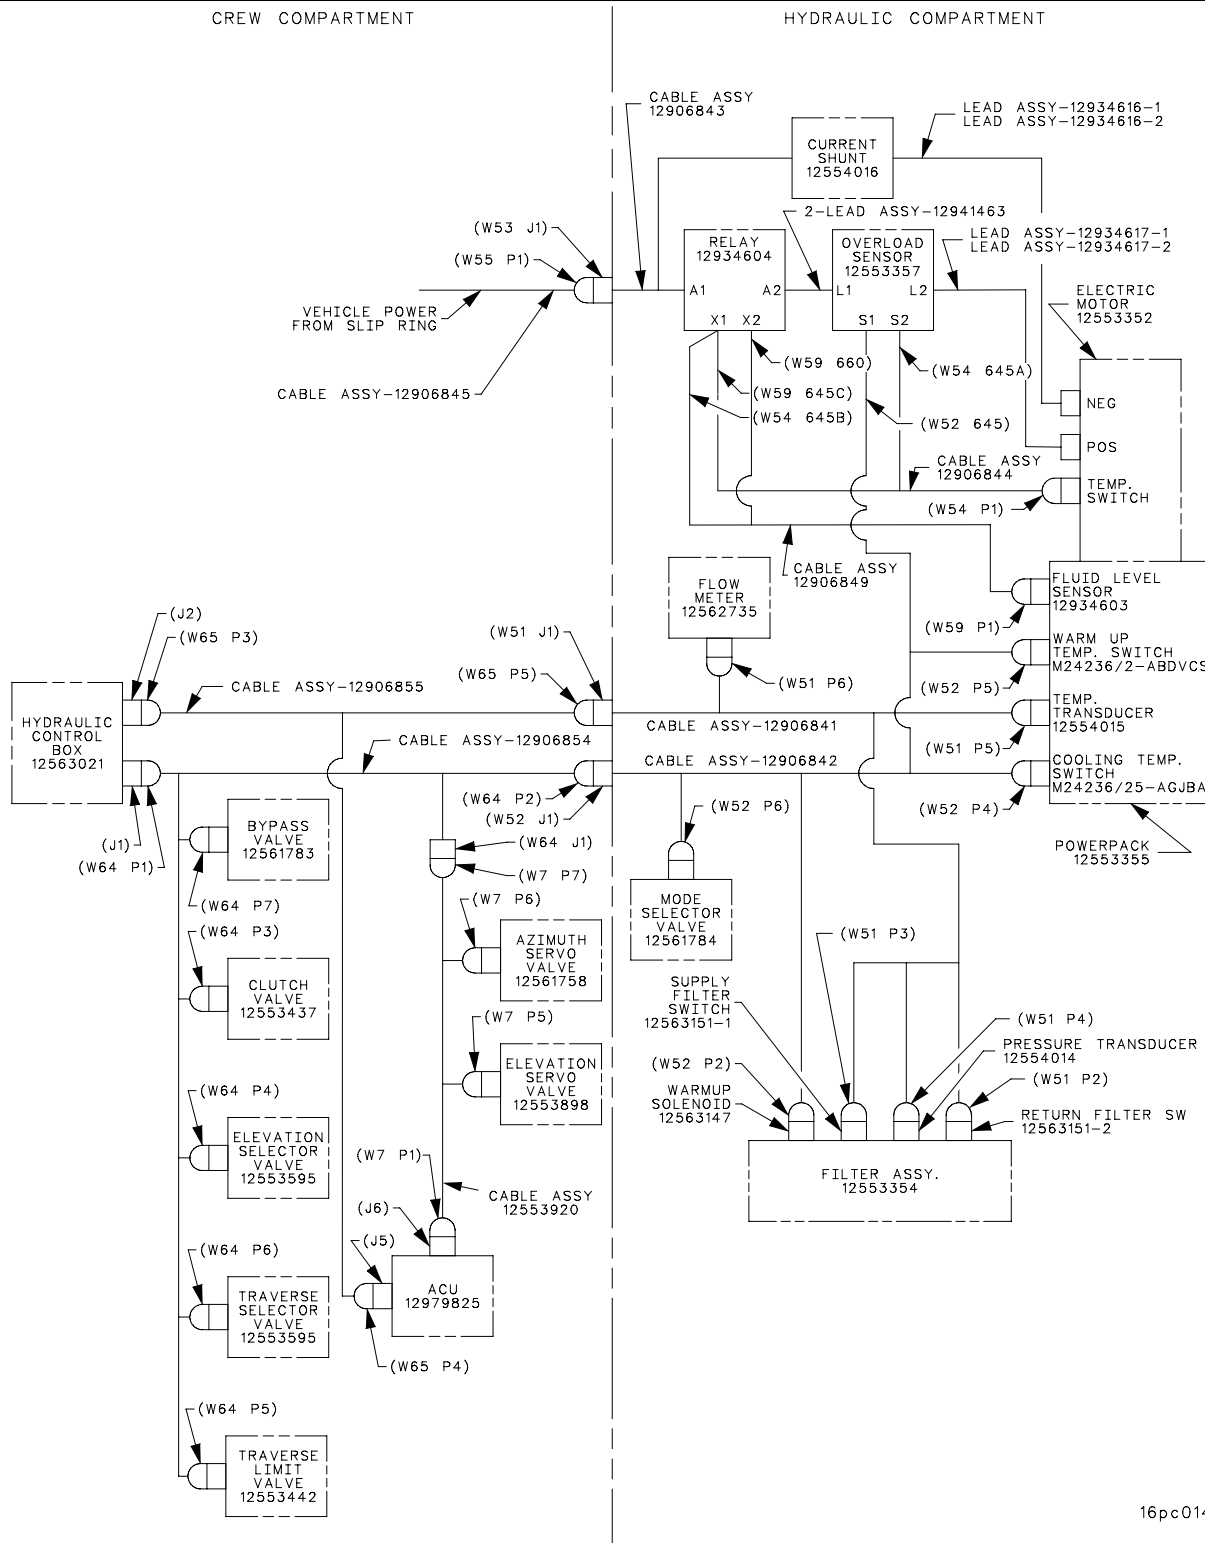 CREW COMPARTMENT
HYDRAULIC COMPARTMENT
CABLE ASSY
12906843
LEAD ASSY-12934616-1
LEAD ASSY-12934616-2
CURRENT
SHUNT
12554016
2-LEAD ASSY-12941463
(W53 J1)
(W55 P1)
RELAY
12934604
A1
A2
X1
X2
OVERLOAD
SENSOR
12553357
L1
L2
S1
S2
LEAD ASSY-12934617-1
LEAD ASSY-12934617-2
ELECTRIC
MOTOR
12553352
VEHICLE POWER
FROM SLIP RING
CABLE ASSY-12906845
(W59 660)
(W59 645C)
(W54 645B)
(W54 645A)
(W52 645)
NEG
POS
CABLE ASSY
12906844
TEMP.
SWITCH
(W54 P1)
CABLE ASSY
12906849
FLOW
METER
12562735
FLUID LEVEL
SENSOR
12934603
(W59 P1)
(J2)
(W65 P3)
(W51 J1)
(W65 P5)
(W51 P6)
WARM UP
TEMP. SWITCH
M24236/2-ABDVCS
(W52 P5)
CABLE ASSY-12906855
HYDRAULIC
CONTROL
BOX
12563021
CABLE ASSY-12906841
TEMP.
TRANSDUCER
12554015
(W51 P5)
CABLE ASSY-12906854
CABLE ASSY-12906842
COOLING TEMP.
SWITCH
M24236/25-AGJBA
(W52 P4)
(W64 P2)
(W52 J1)
(W52 P6)
(J1)
(W64 P1)
BYPASS
VALVE
12561783
(W64 J1)
(W7 P7)
POWERPACK
12553355
(W64 P7)
(W64 P3)
(W7 P6)
MODE
SELECTOR
VALVE
12561784
AZIMUTH
SERVO
VALVE
12561758
(W51 P3)
CLUTCH
VALVE
12553437
SUPPLY
FILTER
SWITCH
12563151-1
(W7 P5)
(W51 P4)
PRESSURE TRANSDUCER
12554014
ELEVATION
SERVO
VALVE
12553898
(W52 P2)
(W51 P2)
(W64 P4)
WARMUP
SOLENOID
12563147
RETURN FILTER SW
12563151-2
ELEVATION
SELECTOR
VALVE
12553595
(W7 P1)
FILTER ASSY.
12553354
CABLE ASSY
12553920
(J6)
(J5)
(W64 P6)
ACU
12979825
TRAVERSE
SELECTOR
VALVE
12553595
(W65 P4)
(W64 P5)
TRAVERSE
LIMIT
VALVE
12553442
16pc014